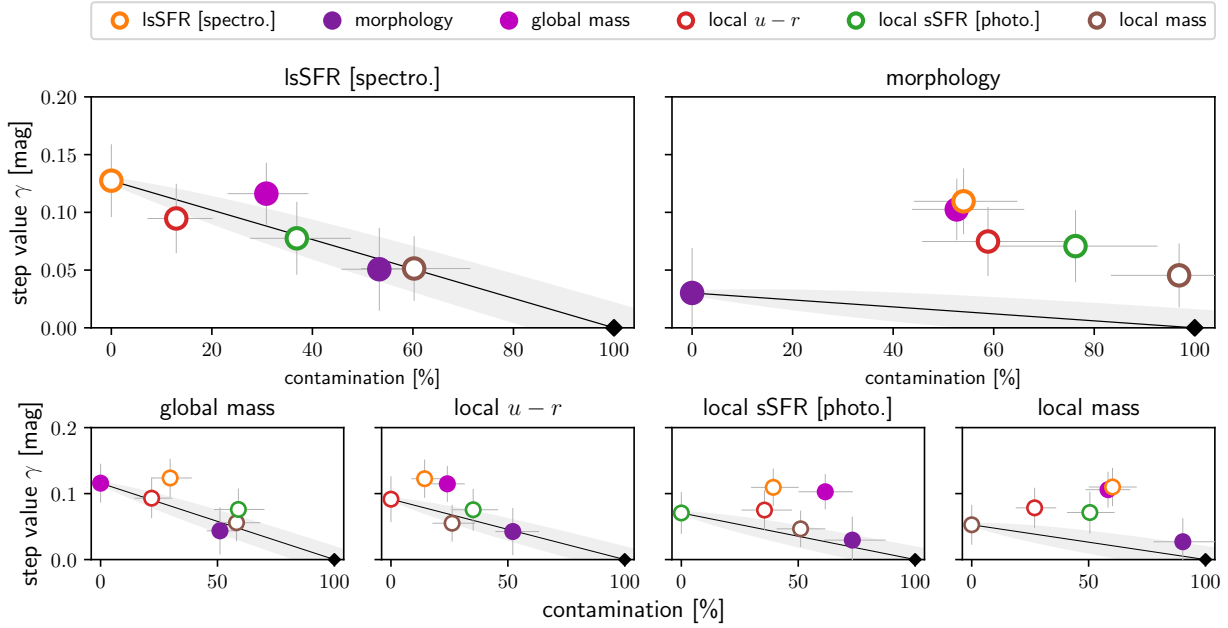 lsSFR [spectro.] morphology global mass local u − r local sSFR [photo.] local mass
lsSFR [spectro.] morphology
step value γ [mag]
0.20
0.15
0.10
0.05
0.00
0 20 40 60 80 100 0 20 40 60 80 100
contamination [%] contamination [%]
global mass local u − r local sSFR [photo.] local mass
step value γ [mag]
0.2
0.1
0.0
0 50 100 0 50 100 0 50 100 0 50 100
contamination [%]